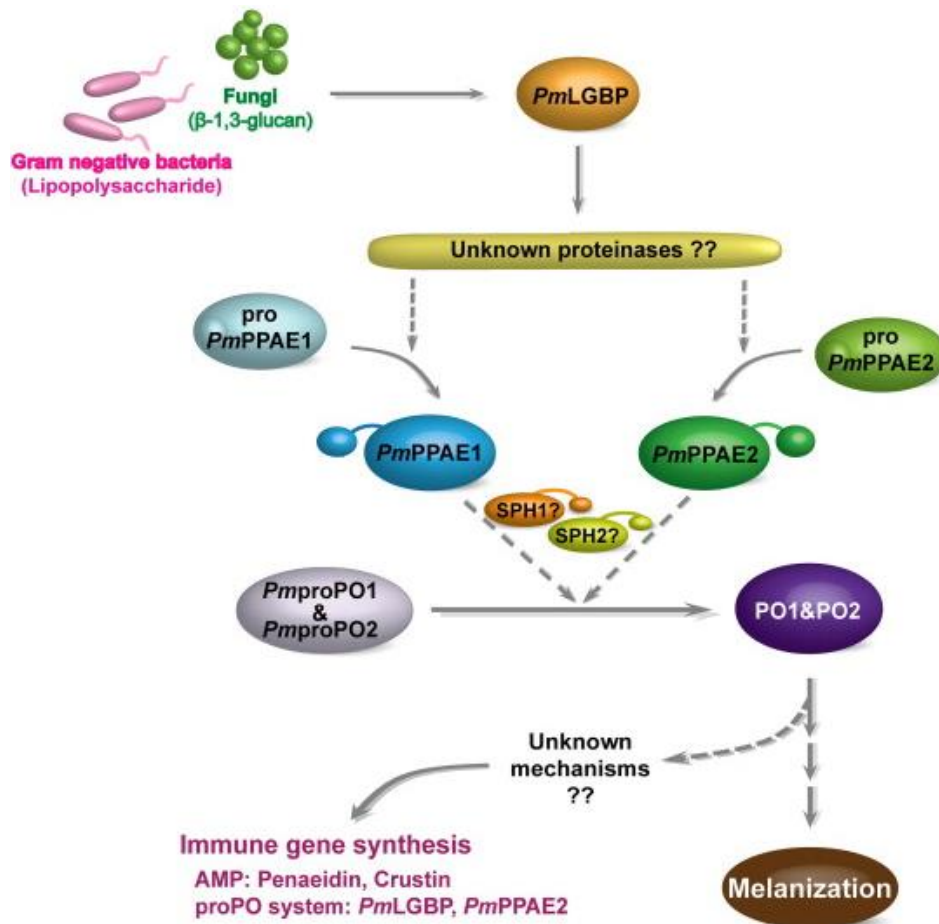 Fungi
(β-1,3-glucan)
PmLGBP
Gram negative bacteria
(Lipopolysaccharide)
Unknown proteinases ??
pro
PmPPAE1
pro
PmPPAE2
PmPPAE1
PmPPAE2
SPH1?
SPH2?
PmproPO1
&
PmproPO2
PO1&PO2
Unknown
mechanisms
??
Immune gene synthesis
AMP: Penaeidin, Crustin
proPO system: PmLGBP, PmPPAE2
Melanization